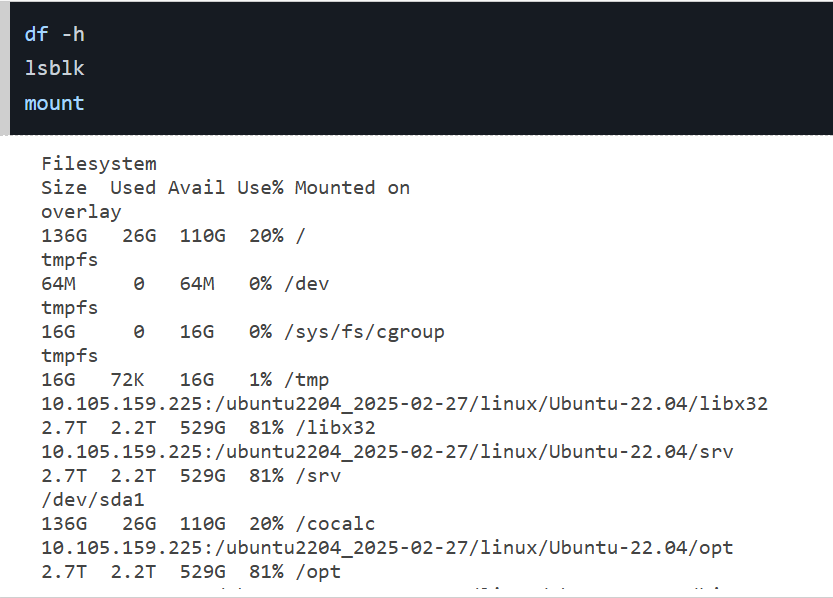 df -h
lsblk
mount
Filesystem
Size  Used Avail Use% Mounted on
overlay
136G   26G  110G  20% /
tmpfs
64M     0   64M   0% /dev
tmpfs
16G     0   16G   0% /sys/fs/cgroup
tmpfs
16G   72K   16G   1% /tmp
10.105.159.225:/ubuntu2204_2025-02-27/linux/Ubuntu-22.04/libx32
2.7T  2.2T  529G  81% /libx32
10.105.159.225:/ubuntu2204_2025-02-27/linux/Ubuntu-22.04/srv
2.7T  2.2T  529G  81% /srv
/dev/sda1
136G   26G  110G  20% /cocalc
10.105.159.225:/ubuntu2204_2025-02-27/linux/Ubuntu-22.04/opt
2.7T  2.2T  529G  81% /opt